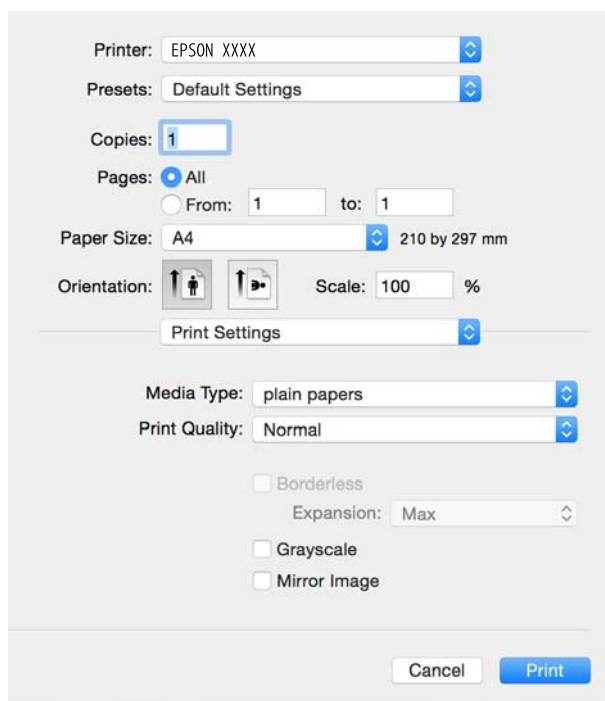 Printer: EPSON XXXX
Presets: Default Settings
Copies: 1
Pages: All
From: 1 to: 1
Paper Size: A4 210 by 297 mm
Orientation: Scale: 100 %
Print Settings
Media Type: plain papers
Print Quality: Normal
Borderless
Expansion: Max
Grayscale
Mirror Image
Cancel Print